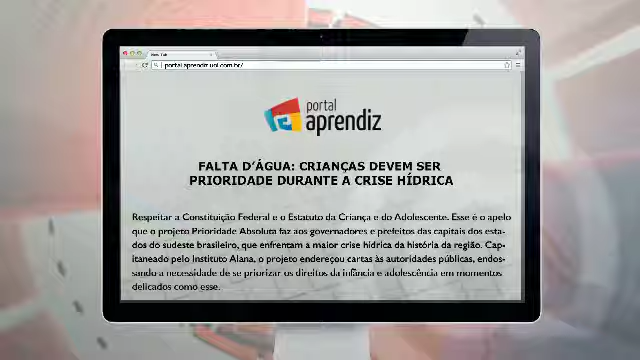 New Tab
portal.aprendiz.uol.com.br/
portal
aprendiz
FALTA D'ÁGUA: CRIANÇAS DEVEM SER
PRIORIDADE DURANTE A CRISE HÍDRICA
Respeitar a Constituição Federal e o Estatuto da Criança e do Adolescente. Esse é o apelo
que o projeto Prioridade Absoluta faz aos governadores e prefeitos das capitais dos esta-
dos do sudeste brasileiro, que enfrentam a maior crise hídrica da história da região. Cap-
itaneado pelo Instituto Alana, o projeto endereçou cartas às autoridades públicas, endos-
sando a necessidade de se priorizar os direitos da infância e adolescência em momentos
delicados como esse.